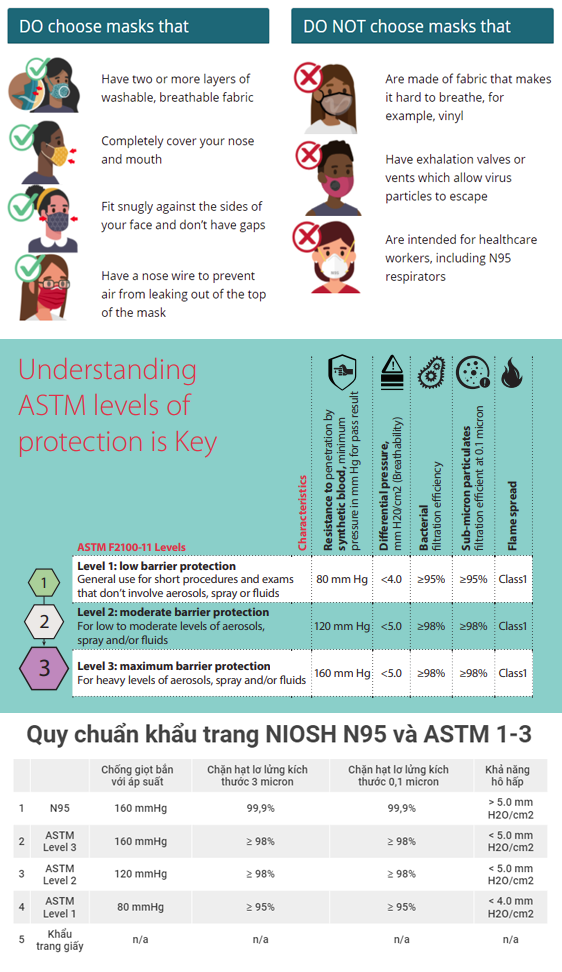 DO choose masks that
Have two or more layers of
washable, breathable fabric
Completely cover your nose
and mouth
Fit snugly against the sides of
your face and don't have gaps
Have a nose wire to prevent
air from leaking out of the top
of the mask
DO NOT choose masks that
Are made of fabric that makes
it hard to breathe, for
example, vinyl
Have exhalation valves or
vents which allow virus
particles to escape
Are intended for healthcare
workers, including N95
respirators
Understanding
ASTM levels of
protection is Key
Characteristics
Resistance to penetration by
synthetic blood, minimum
pressure in mm Hg for pass result
Differential pressure,
mm H20/cm2 (Breathability)
Bacterial
filtration efficiency
Sub-micron particulates
filtration efficient at 0.1 micron
Flame spread
ASTM F2100-11 Levels
1
Level 1: low barrier protection
General use for short procedures and exams
that don't involve aerosols, spray or fluids
80 mm Hg <4.0 ≥95% ≥95% Class1
2
Level 2: moderate barrier protection
For low to moderate levels of aerosols,
spray and/or fluids
120 mm Hg <5.0 ≥98% ≥98% Class1
3
Level 3: maximum barrier protection
For heavy levels of aerosols, spray and/or fluids
160 mm Hg <5.0 ≥98% ≥98% Class1
Quy chuẩn khẩu trang NIOSH N95 và ASTM 1-3
Chống giọt bắn
với áp suất
Chặn hạt lơ lửng kích
thước 3 micron
Chặn hạt lơ lửng kích
thước 0,1 micron
Khả năng
hô hấp
1 N95 160 mmHg 99,9% 99,9% > 5.0 mm
H2O/cm2
2 ASTM
Level 3 160 mmHg ≥ 98% ≥ 98% < 5.0 mm
H2O/cm2
3 ASTM
Level 2 120 mmHg ≥ 98% ≥ 98% < 5.0 mm
H2O/cm2
4 ASTM
Level 1 80 mmHg ≥ 95% ≥ 95% < 4.0 mm
H2O/cm2
5 Khẩu
trang giấy n/a n/a n/a n/a